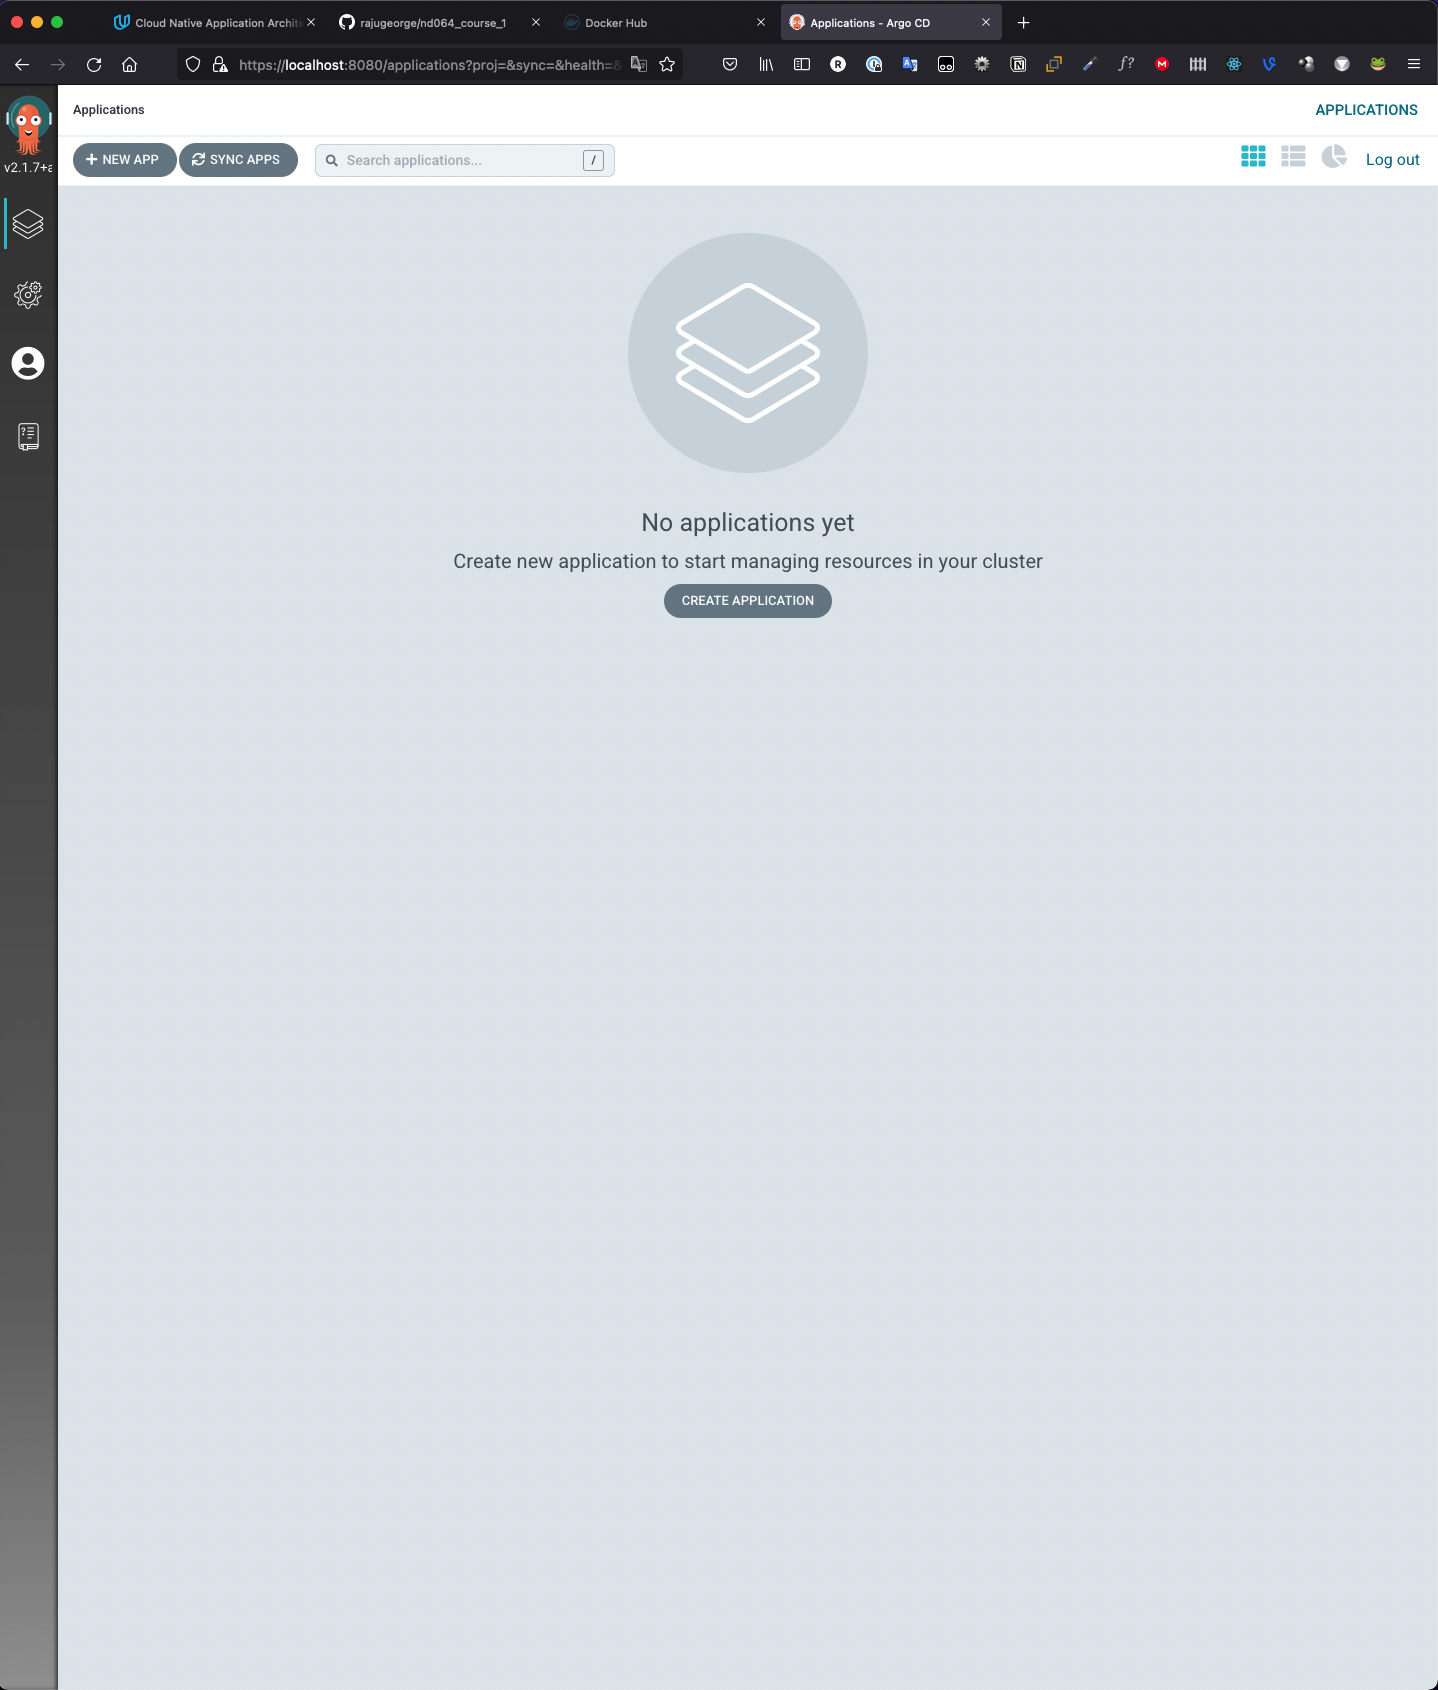 Cloud Native Application Archite
rajugeorge/nd064_course_1
Docker Hub
Applications - Argo CD
https://localhost:8080/applications?proj=&sync=&health=&
Applications
APPLICATIONS
v2.1.7+a
NEW APP
SYNC APPS
Search applications...
/
Log out
No applications yet
Create new application to start managing resources in your cluster
CREATE APPLICATION